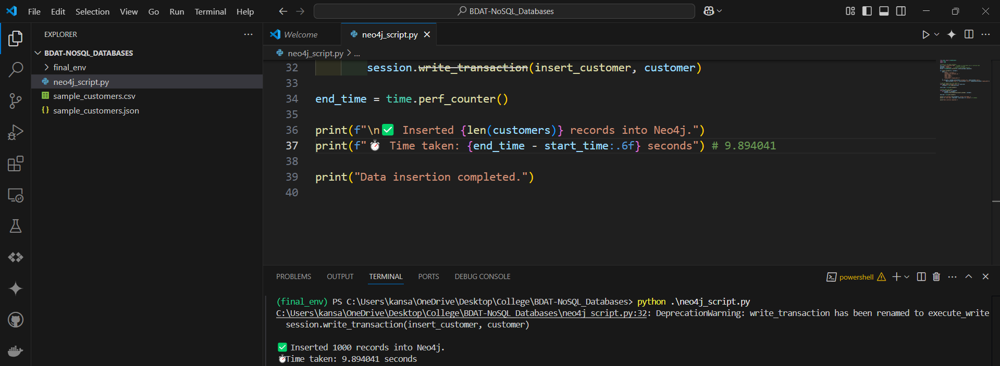 File Edit Selection View Go Run Terminal Help
BDAT-NoSQL_Databases
EXPLORER
BDAT-NOSQL_DATABASES
final_env
neo4j_script.py
sample_customers.csv
sample_customers.json
Welcome
neo4j_script.py
neo4j_script.py > ...
32 session.write_transaction(insert_customer, customer)
33
34 end_time = time.perf_counter()
35
36 print(f"\n✅ Inserted {len(customers)} records into Neo4j.")
37 print(f"⏱ Time taken: {end_time - start_time:.6f} seconds") # 9.894041
38
39 print("Data insertion completed.")
40
PROBLEMS OUTPUT TERMINAL PORTS DEBUG CONSOLE
powershell
(final_env) PS C:\Users\kansa\OneDrive\Desktop\College\BDAT-NoSQL_Databases> python .\neo4j_script.py
C:\Users\kansa\OneDrive\Desktop\College\BDAT-NoSQL_Databases\neo4j_script.py:32: DeprecationWarning: write_transaction has been renamed to execute_write
session.write_transaction(insert_customer, customer)
✅ Inserted 1000 records into Neo4j.
⏱Time taken: 9.894041 seconds